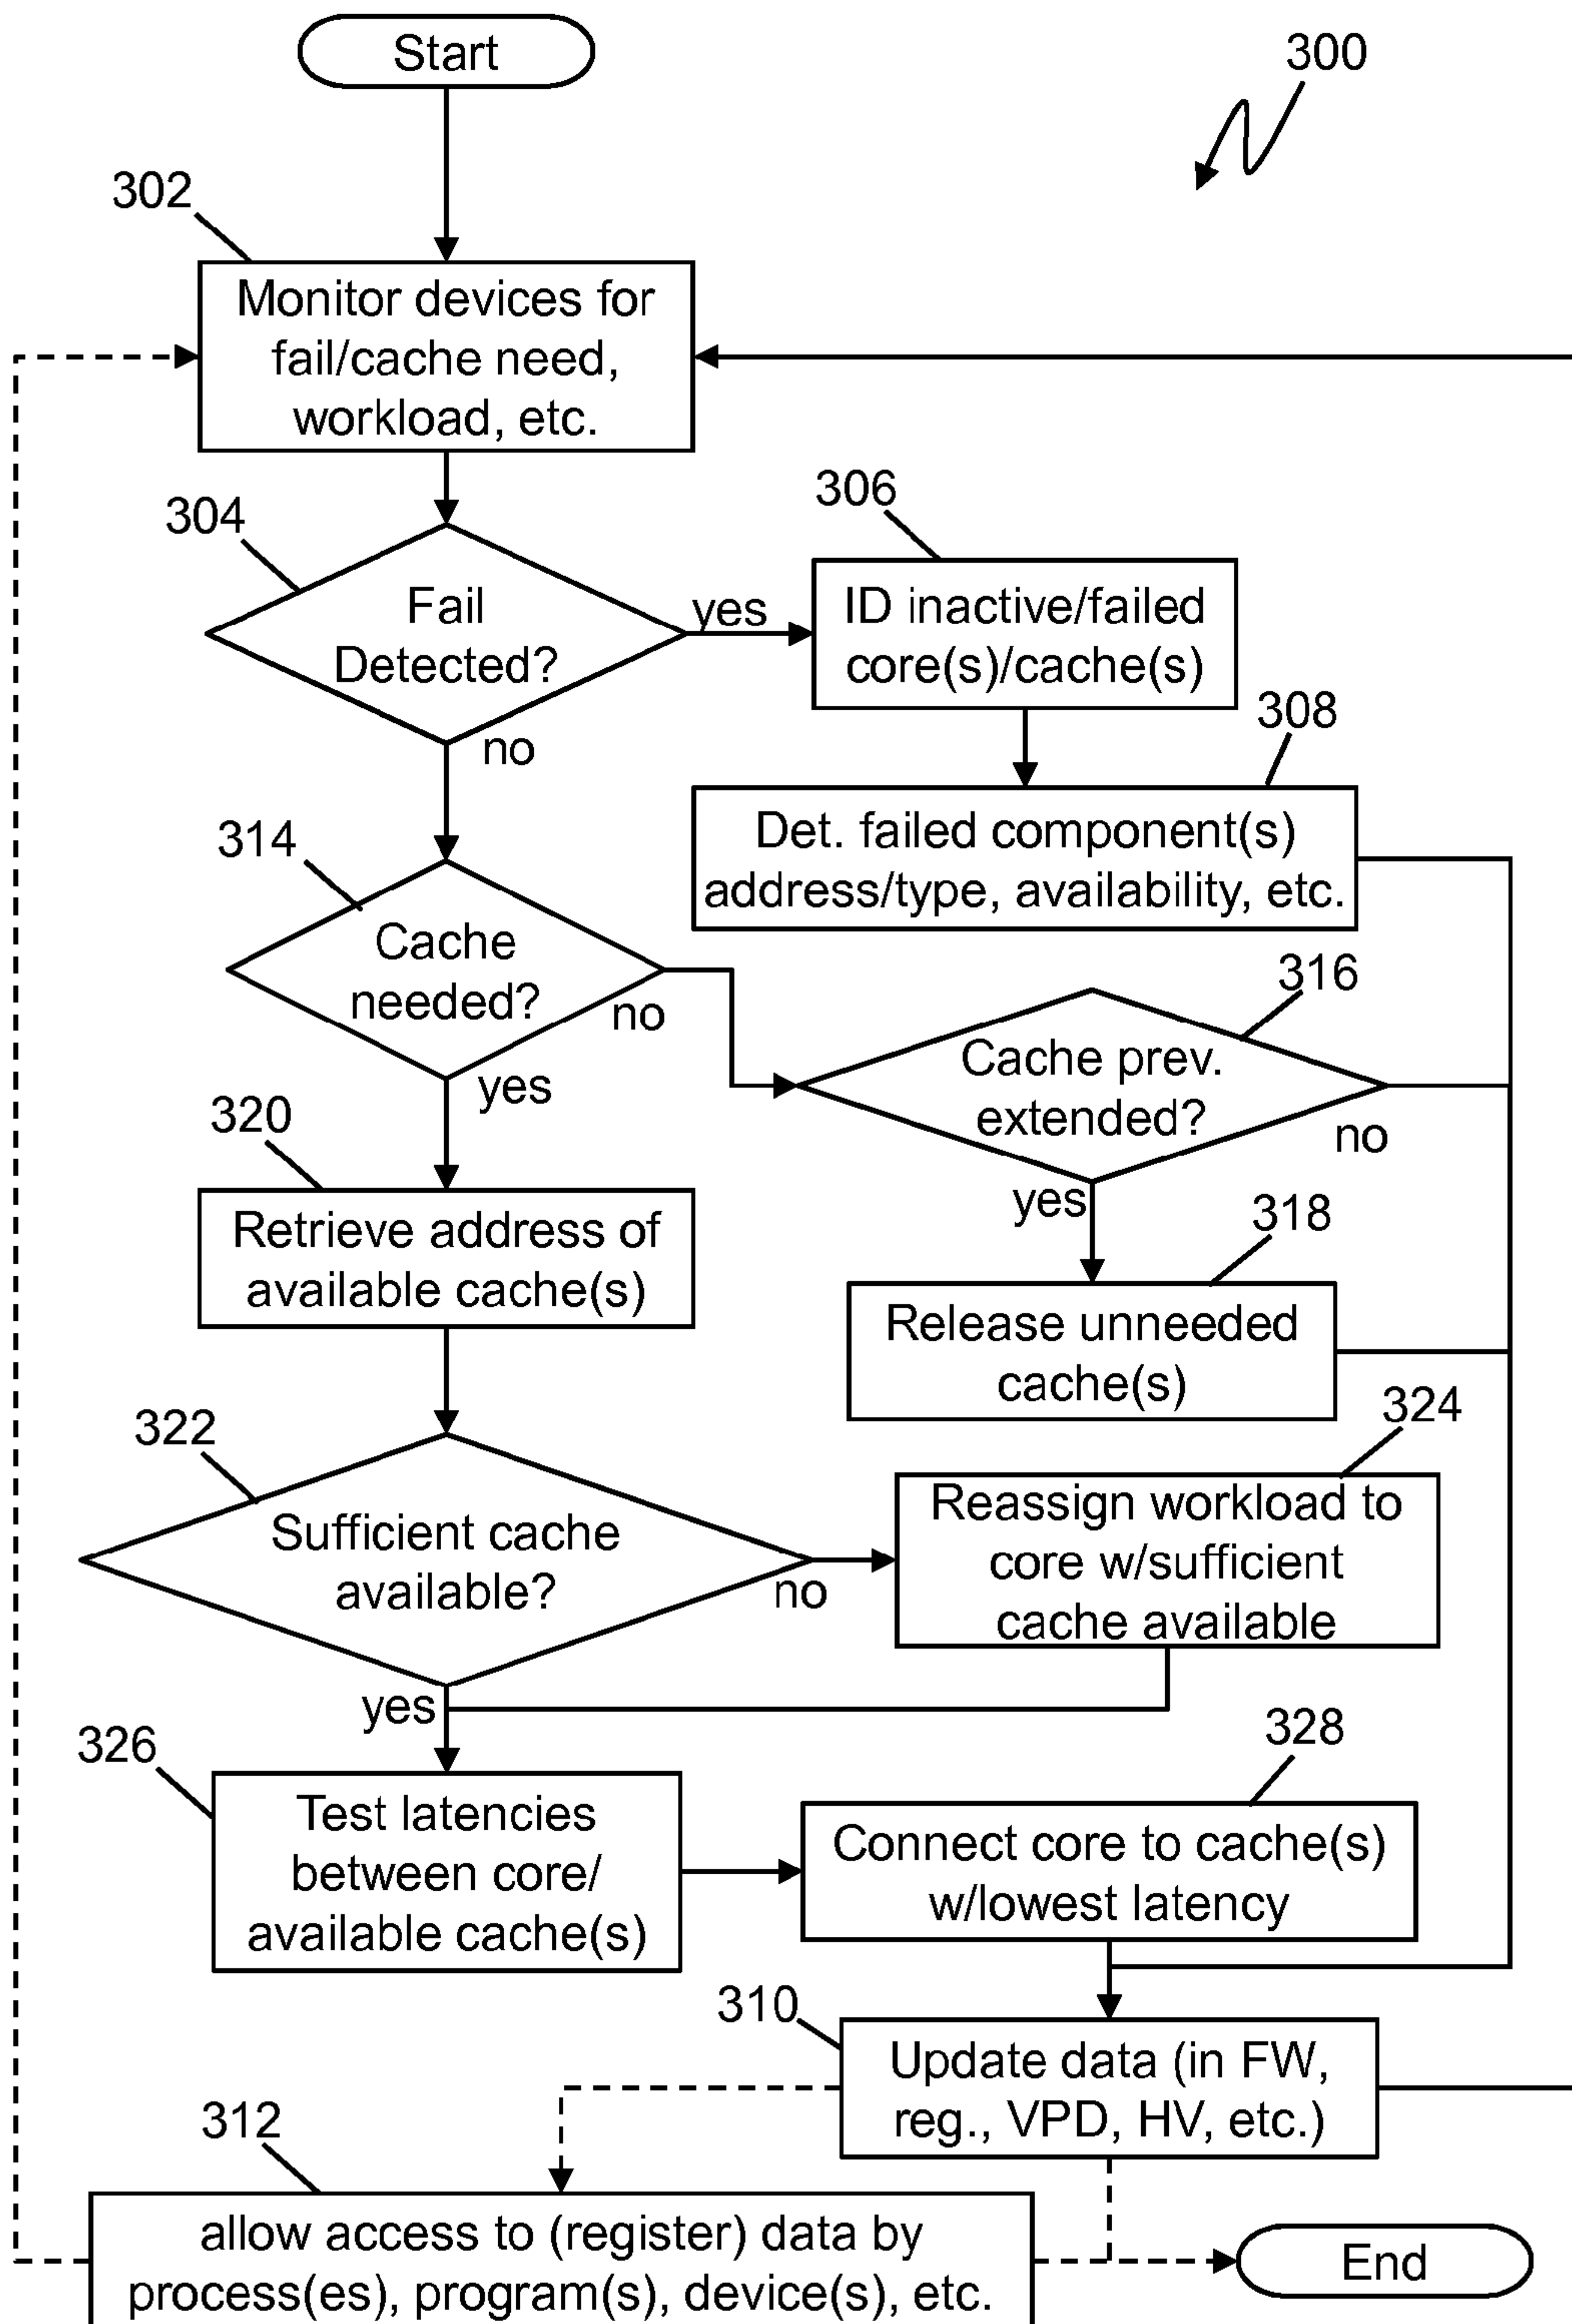 Start
300
302
Monitor devices for
fail/cache need,
workload, etc.
304
306
Fail
Detected?
yes
ID inactive/failed
core(s)/cache(s)
no
308
Det. failed component(s)
address/type, availability, etc.
314
Cache
needed?
no
yes
316
Cache prev.
extended?
no
yes
320
Retrieve address of
available cache(s)
318
Release unneeded
cache(s)
322
Sufficient cache
available?
no
yes
324
Reassign workload to
core w/sufficient
cache available
326
Test latencies
between core/
available cache(s)
328
Connect core to cache(s)
w/lowest latency
310
Update data (in FW,
reg., VPD, HV, etc.)
312
allow access to (register) data by
process(es), program(s), device(s), etc.
End